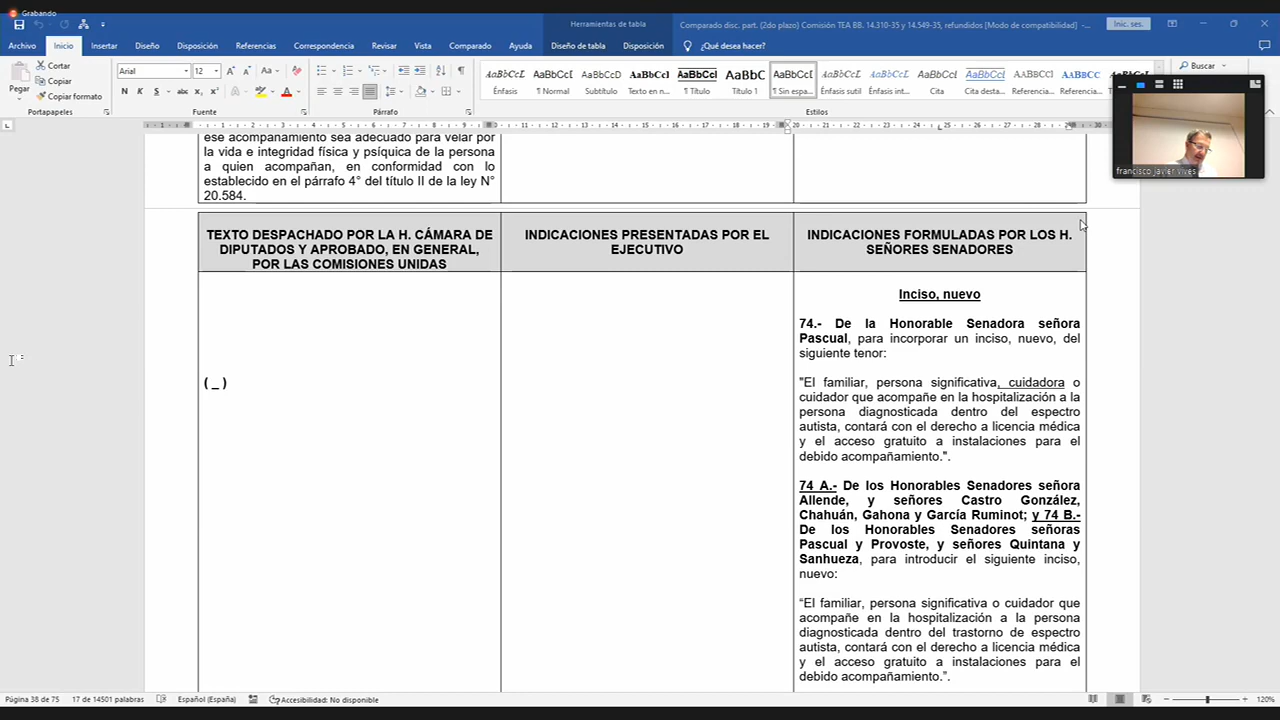 Grabando
Herramientas de tabla
Comparado disc. part. (2do plazo) Comisión TEA BB. 14.310-35 y 14.549-35, refundidos [Modo de compatibilidad] -...
Inic. ses.
Archivo Inicio Insertar Diseño Disposición Referencias Correspondencia Revisar Vista Comparado Ayuda Diseño de tabla Disposición ¿Qué desea hacer?
Pegar
Cortar
Copiar
Copiar formato
Portapapeles
Arial 12
Fuente
Párrafo
AaBbCcL Énfasis
AaBbCcD ¶ Normal
AaBbCcD Subtítulo
AaBbCcI Texto en n...
AaBbCcI ¶ Título
AaBbC Título 1
AaBbCcD ¶ Sin espa...
AaBbCcL Énfasis sutil
AaBbCcL Énfasis int...
AaBbCcL Cita
AaBbCcL Cita desta...
AABBCCD Referencia...
AABBCC Referencia...
Estilos
Buscar
francisco javier vives
ese acompañamiento sea adecuado para velar por
la vida e integridad física y psíquica de la persona
a quien acompañan, en conformidad con lo
establecido en el párrafo 4° del título II de la ley N°
20.584.
TEXTO DESPACHADO POR LA H. CÁMARA DE
DIPUTADOS Y APROBADO, EN GENERAL,
POR LAS COMISIONES UNIDAS
INDICACIONES PRESENTADAS POR EL
EJECUTIVO
INDICACIONES FORMULADAS POR LOS H.
SEÑORES SENADORES
( _ )
Inciso, nuevo
74.- De la Honorable Senadora señora
Pascual, para incorporar un inciso, nuevo, del
siguiente tenor:
"El familiar, persona significativa, cuidadora o
cuidador que acompañe en la hospitalización a la
persona diagnosticada dentro del espectro
autista, contará con el derecho a licencia médica
y el acceso gratuito a instalaciones para el
debido acompañamiento.".
74 A.- De los Honorables Senadores señora
Allende, y señores Castro González,
Chahuán, Gahona y García Ruminot; y 74 B.-
De los Honorables Senadores señoras
Pascual y Provoste, y señores Quintana y
Sanhueza, para introducir el siguiente inciso,
nuevo:
“El familiar, persona significativa o cuidador que
acompañe en la hospitalización a la persona
diagnosticada dentro del trastorno de espectro
autista, contará con el derecho a licencia médica
y el acceso gratuito a instalaciones para el
debido acompañamiento.”.
Página 38 de 75 17 de 14501 palabras Español (España) Accesibilidad: No disponible 120%